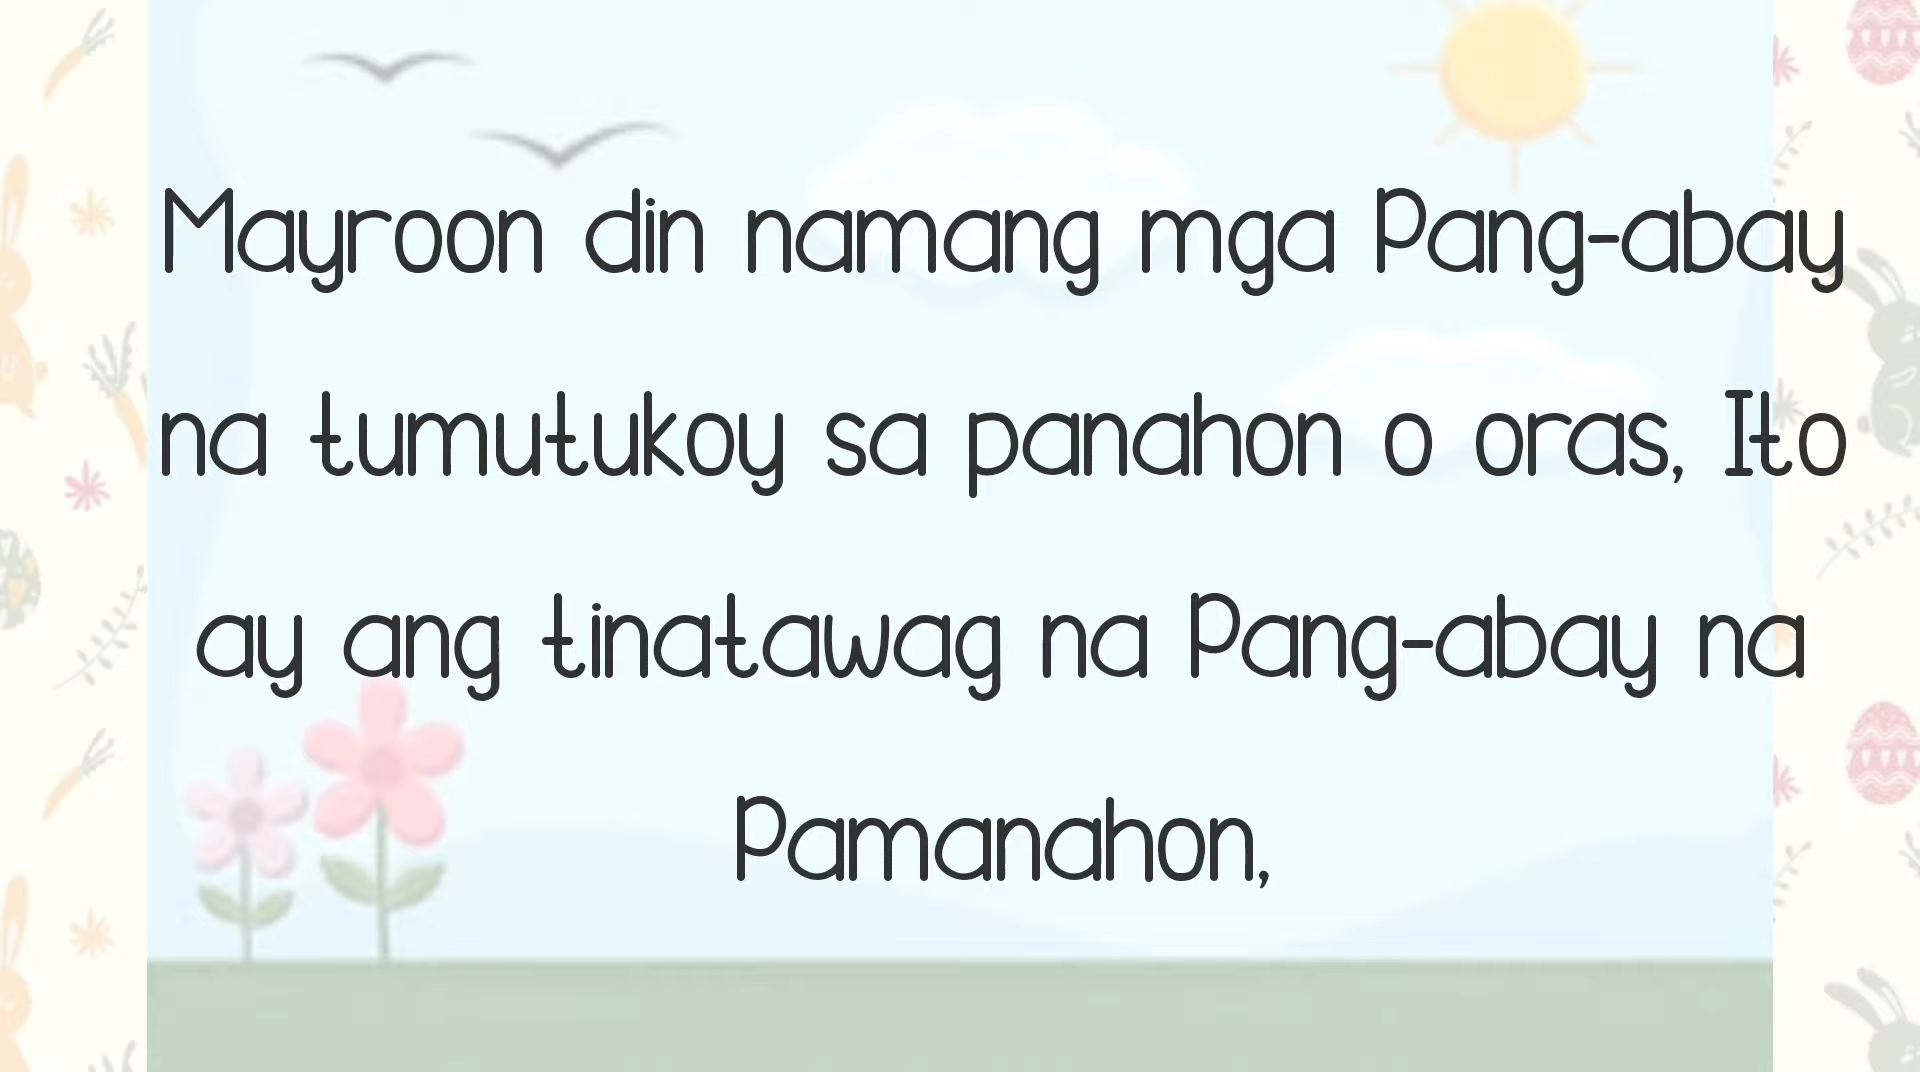 Mayroon din namang mga Pang-abay
na tumutukoy sa panahon o oras, Ito
ay ang tinatawag na Pang-abay na
Pamanahon,